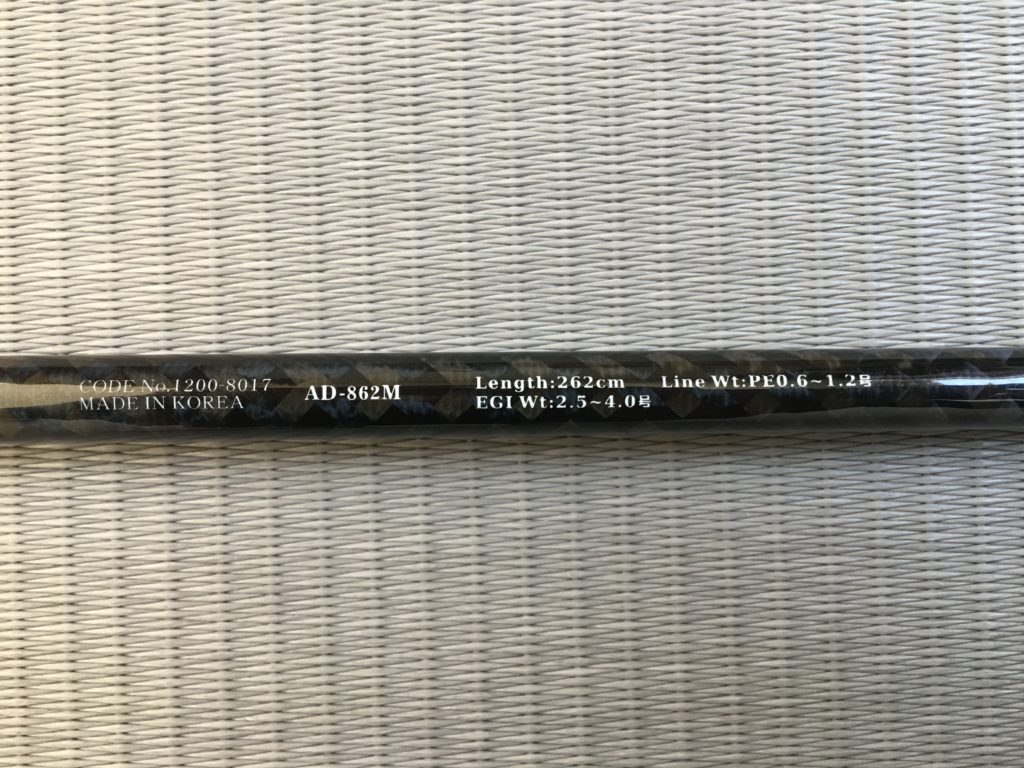 CODE No.1200-8017
MADE IN KOREA
AD-862M
Length:262cm
EGI Wt:2.5~4.0号
Line Wt:PE0.6~1.2号